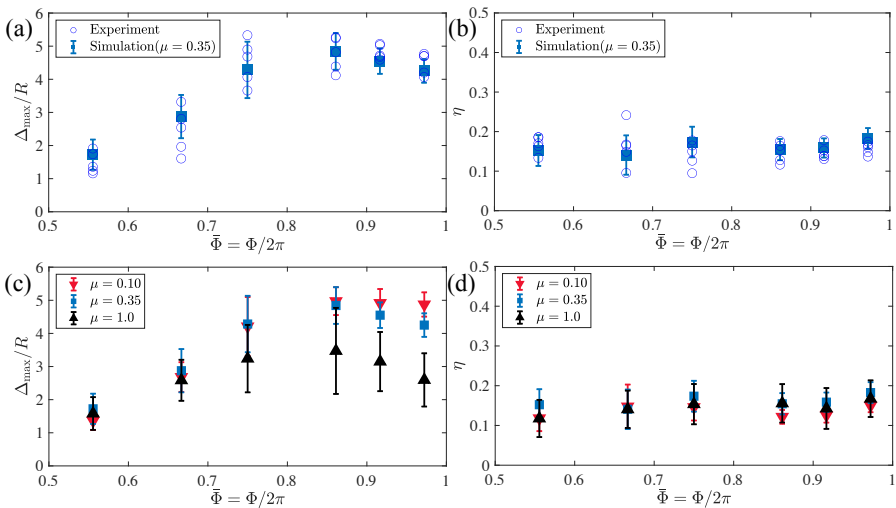 (a)
Experiment
Simulation(μ = 0.35)
6
5
4
3
2
1
0
Δmax/R
0.5 0.6 0.7 0.8 0.9 1
Φ̄ = Φ/2π
(b)
Experiment
Simulation(μ = 0.35)
0.5
0.4
0.3
0.2
0.1
0
η
0.5 0.6 0.7 0.8 0.9 1
Φ̄ = Φ/2π
(c)
μ = 0.10
μ = 0.35
μ = 1.0
6
5
4
3
2
1
0
Δmax/R
0.5 0.6 0.7 0.8 0.9 1
Φ̄ = Φ/2π
(d)
μ = 0.10
μ = 0.35
μ = 1.0
0.5
0.4
0.3
0.2
0.1
0
η
0.5 0.6 0.7 0.8 0.9 1
Φ̄ = Φ/2π